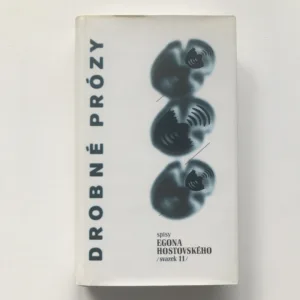 DROBNÉ PRÓZY
spisy
EGONA
HOSTOVSKÉHO
/svazek 11/